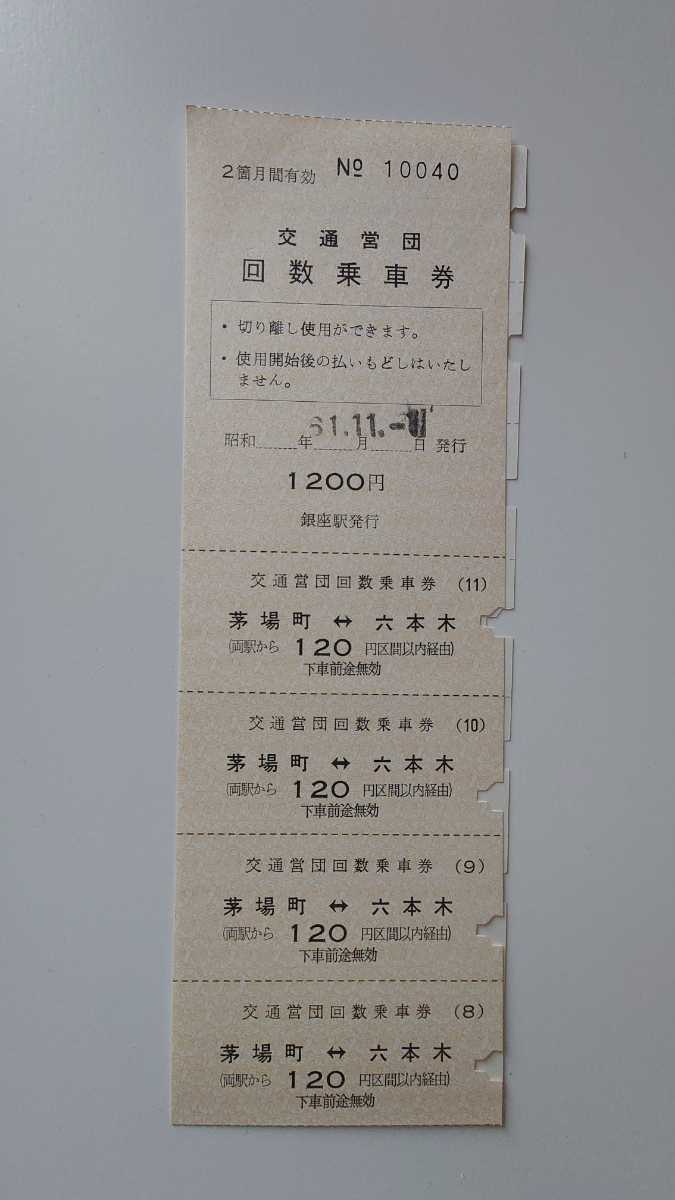 2箇月間有効 № 10040
交通営団
回数乗車券
・切り離し使用ができます。
・使用開始後の払いもどしはいたし
ません。
61.11.-
昭和 年 月 日 発行
1200円
銀座駅発行
交通営団回数乗車券 (11)
茅場町 ↔ 六本木
(両駅から 120 円区間以内経由)
下車前途無効
交通営団回数乗車券 (10)
茅場町 ↔ 六本木
(両駅から 120 円区間以内経由)
下車前途無効
交通営団回数乗車券 (9)
茅場町 ↔ 六本木
(両駅から 120 円区間以内経由)
下車前途無効
交通営団回数乗車券 (8)
茅場町 ↔ 六本木
(両駅から 120 円区間以内経由)
下車前途無効